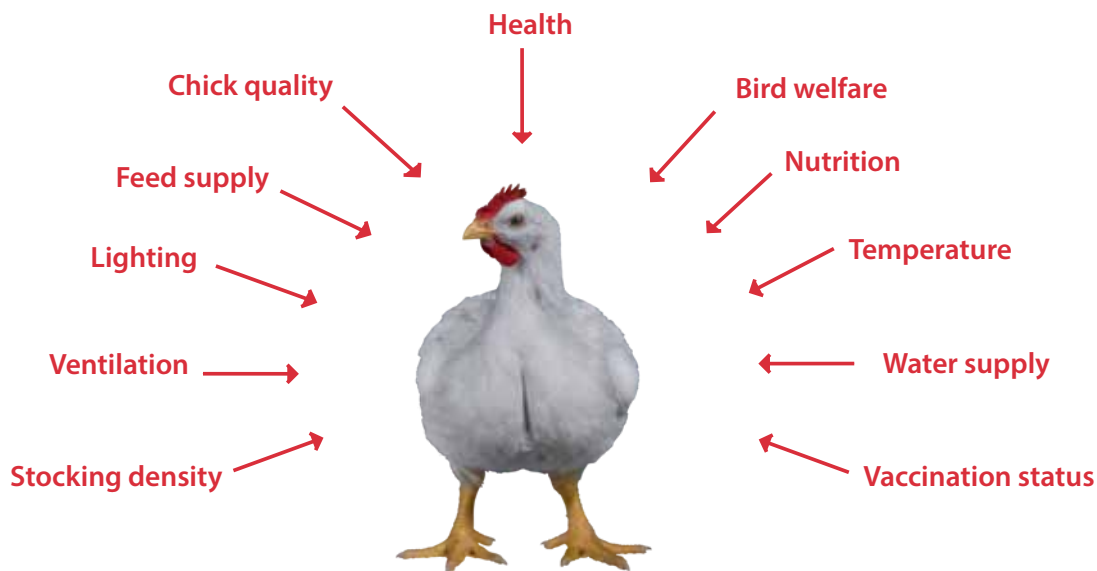 Health
Chick quality
Bird welfare
Feed supply
Nutrition
Lighting
Temperature
Ventilation
Water supply
Stocking density
Vaccination status